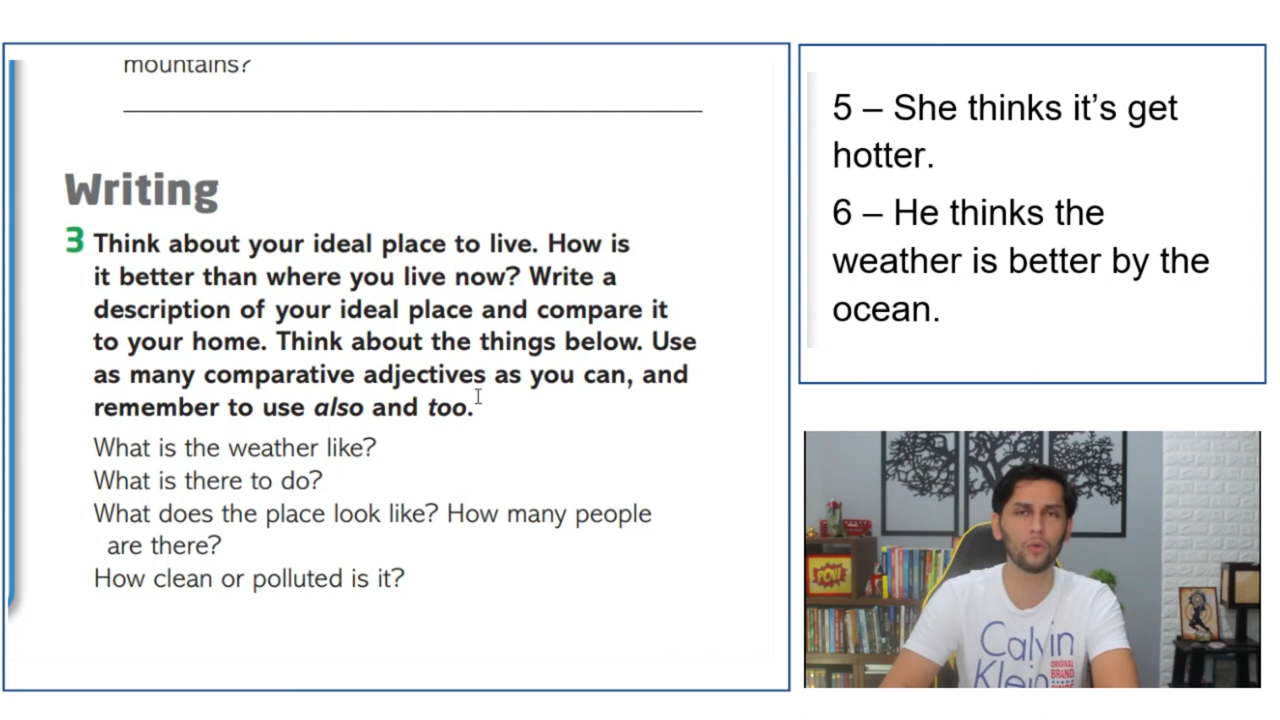 mountains?
Writing
3 Think about your ideal place to live. How is
it better than where you live now? Write a
description of your ideal place and compare it
to your home. Think about the things below. Use
as many comparative adjectives as you can, and
remember to use also and too.
What is the weather like?
What is there to do?
What does the place look like? How many people
are there?
How clean or polluted is it?
5 – She thinks it’s get
hotter.
6 – He thinks the
weather is better by the
ocean.
POW
Calvin
Klein
ORIGINAL
BRAND